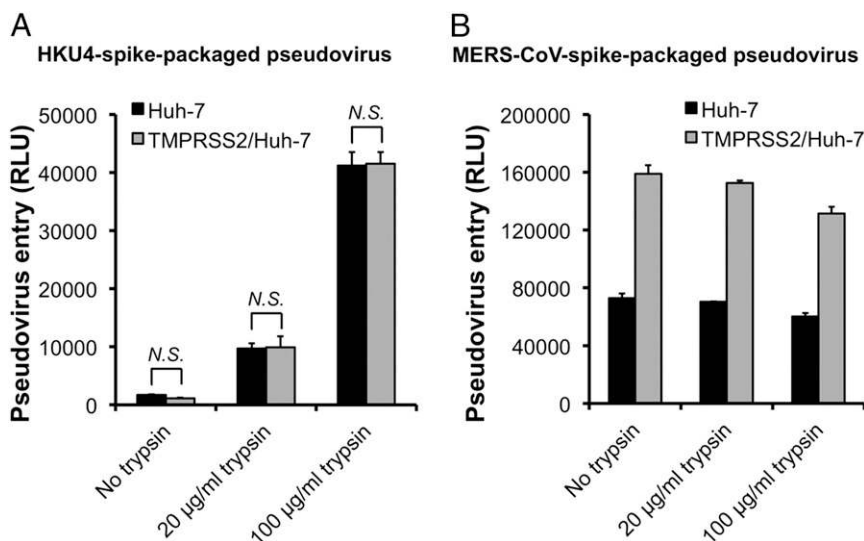 A
HKU4-spike-packaged pseudovirus
Huh-7
TMPRSS2/Huh-7
Pseudovirus entry (RLU)
50000
40000
30000
20000
10000
0
N.S.
N.S.
N.S.
No trypsin
20 µg/ml trypsin
100 µg/ml trypsin
B
MERS-CoV-spike-packaged pseudovirus
Huh-7
TMPRSS2/Huh-7
Pseudovirus entry (RLU)
200000
160000
120000
80000
40000
0
No trypsin
20 µg/ml trypsin
100 µg/ml trypsin